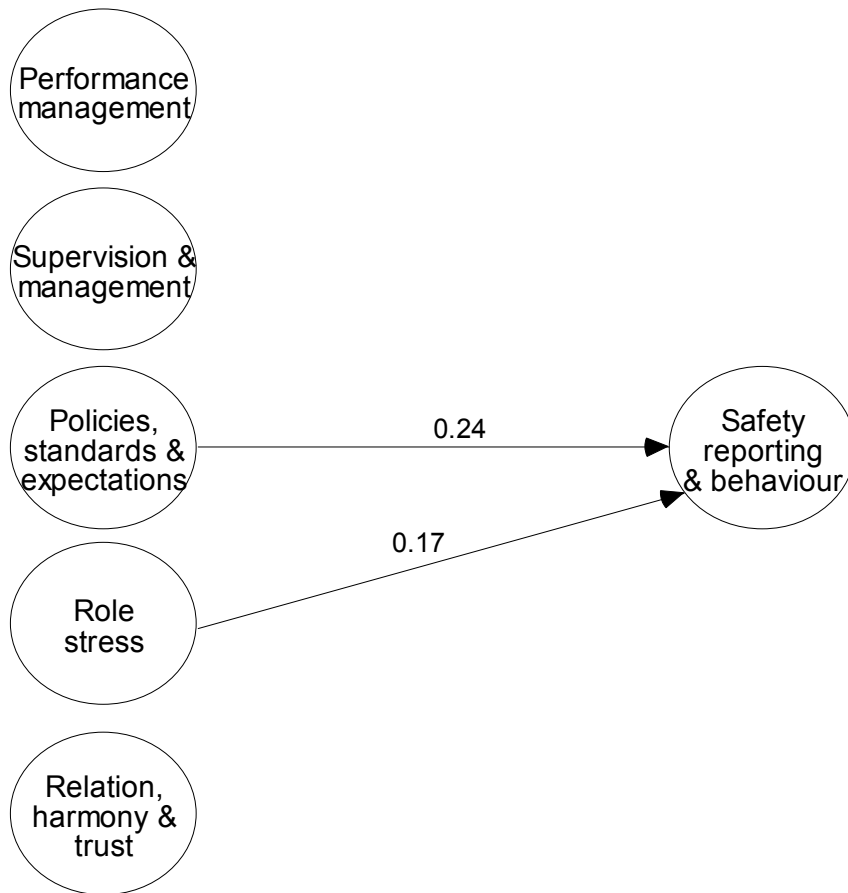 Performance
management
Supervision &
management
Policies,
standards &
expectations
0.24
Safety
reporting
& behaviour
0.17
Role
stress
Relation,
harmony &
trust